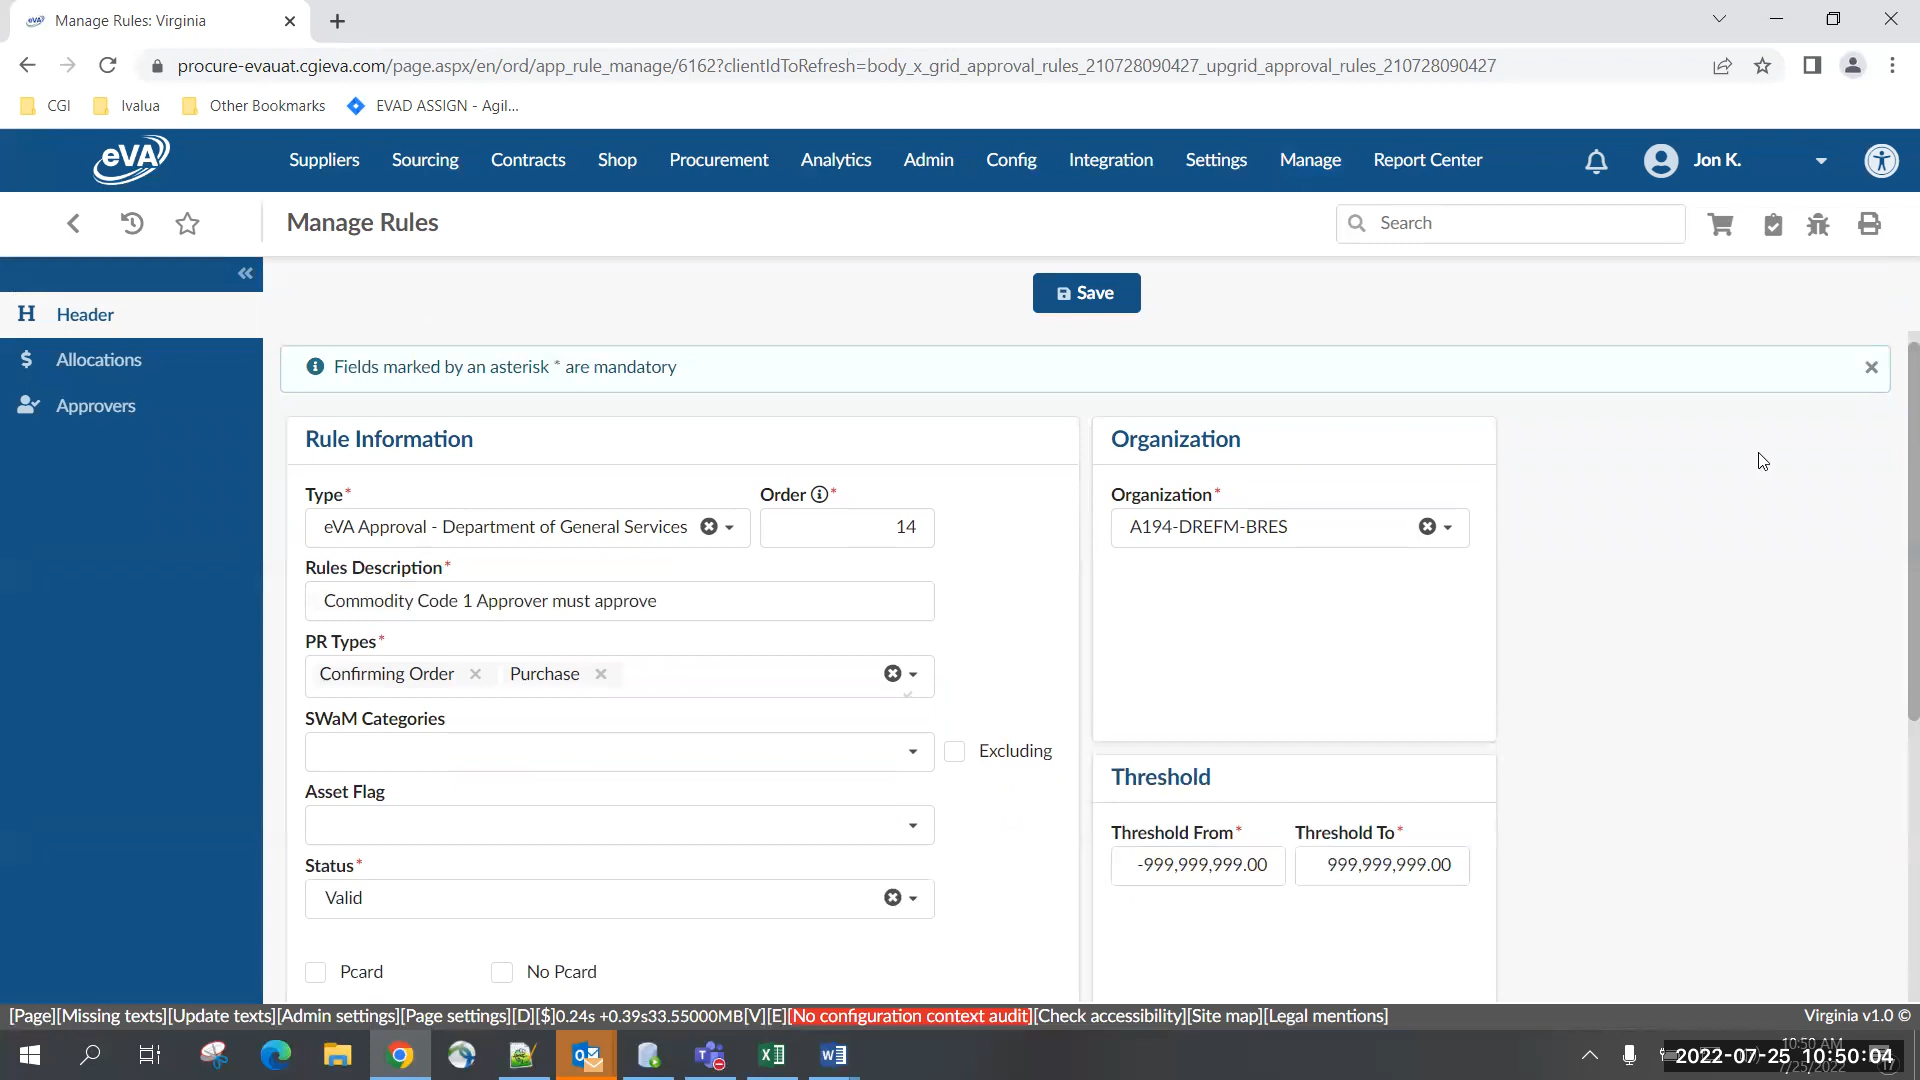 Manage Rules: Virginia
procure-evauat.cgieva.com/page.aspx/en/ord/app_rule_manage/6162?clientIdToRefresh=body_x_grid_approval_rules_210728090427_upgrid_approval_rules_210728090427
CGI Ivalua Other Bookmarks EVAD ASSIGN - Agil...
eVA Suppliers Sourcing Contracts Shop Procurement Analytics Admin Config Integration Settings Manage Report Center Jon K.
Manage Rules Search
Save
H Header
Allocations
Approvers
Fields marked by an asterisk * are mandatory
Rule Information
Type* Order *
eVA Approval - Department of General Services 14
Rules Description*
Commodity Code 1 Approver must approve
PR Types*
Confirming Order Purchase
SWaM Categories
Excluding
Asset Flag
Status*
Valid
Pcard No Pcard
Organization
Organization*
A194-DREFM-BRES
Threshold
Threshold From* Threshold To*
-999,999,999.00 999,999,999.00
[Page][Missing texts][Update texts][Admin settings][Page settings][D][$]0.24s +0.39s33.55000MB[V][E][No configuration context audit][Check accessibility][Site map][Legal mentions] Virginia v1.0 ©
10:50 AM
2022-07-25 10:50:04
7/25/2022